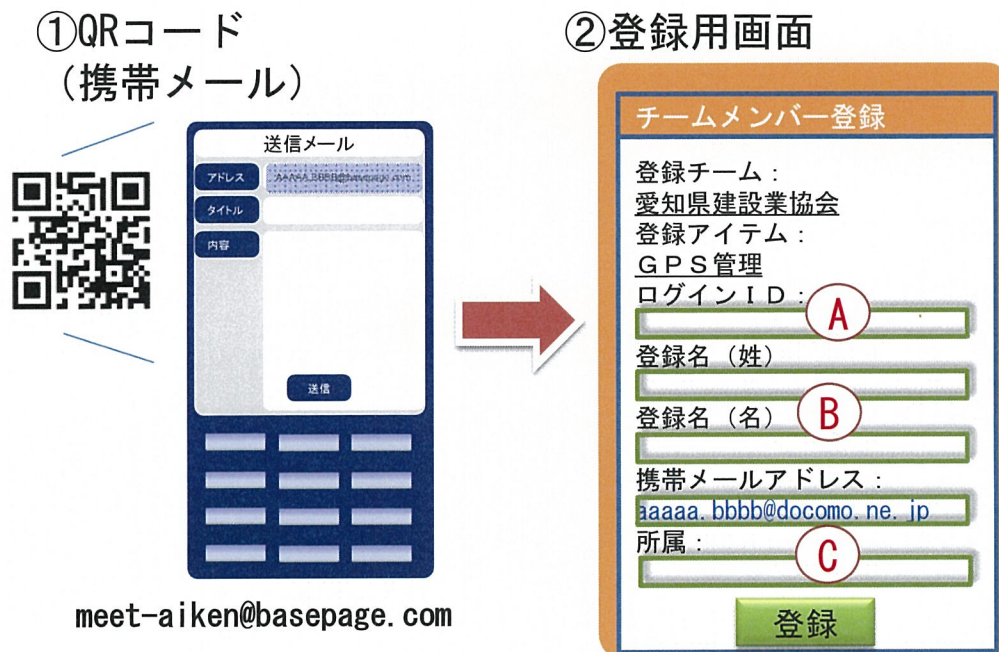 ①QRコード
（携帯メール）
送信メール
アドレス
AAAAA.BBBB@basepage.com
タイトル
内容
送信
meet-aiken@basepage.com
②登録用画面
チームメンバー登録
登録チーム：
愛知県建設業協会
登録アイテム：
ＧＰＳ管理
ログインＩＤ：
A
登録名（姓）
B
登録名（名）
携帯メールアドレス：
aaaaa.bbbb@docomo.ne.jp
所属：
C
登録